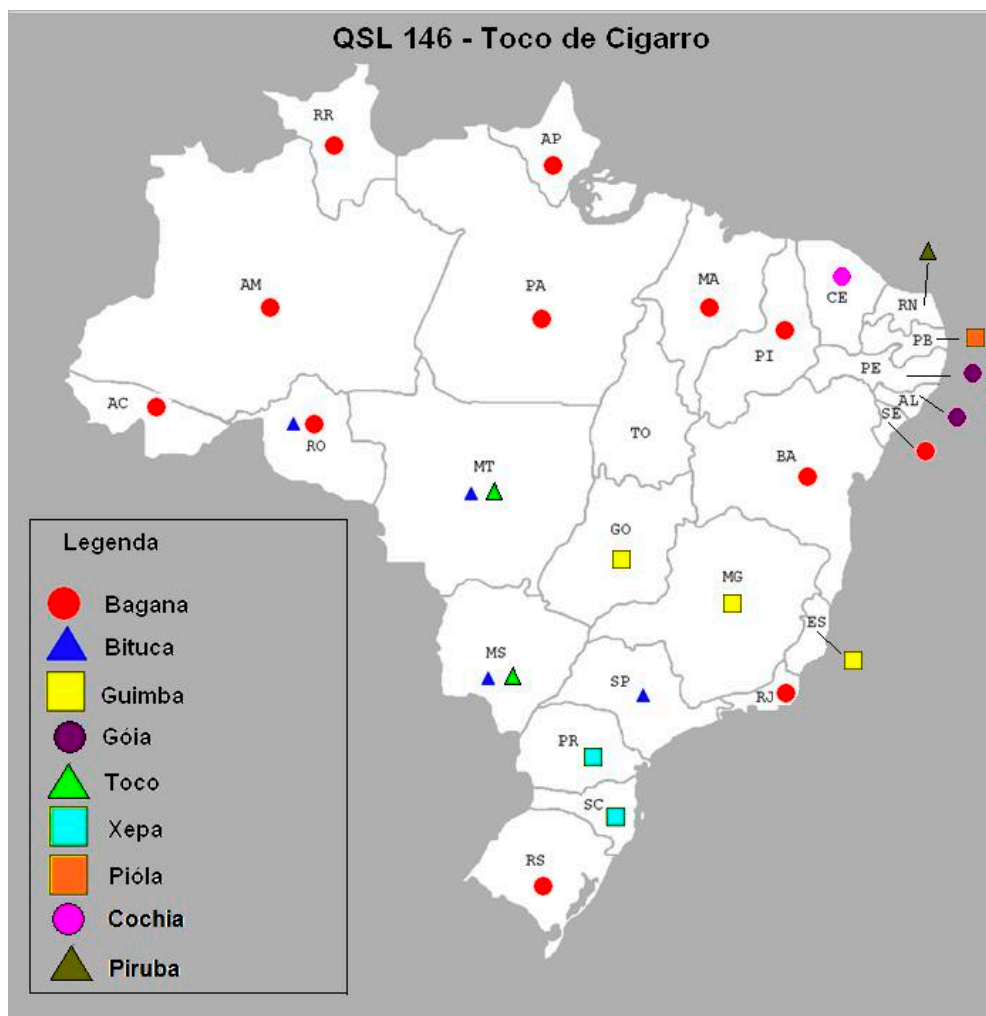 QSL 146 - Toco de Cigarro
RR
AP
AM
PA
MA
CE
RN
PI
PB
PE
AL
SE
AC
RO
TO
BA
MT
GO
MG
ES
MS
SP
RJ
PR
SC
RS
Legenda
Bagana
Bituca
Guimba
Góia
Toco
Xepa
Pióla
Cochia
Piruba